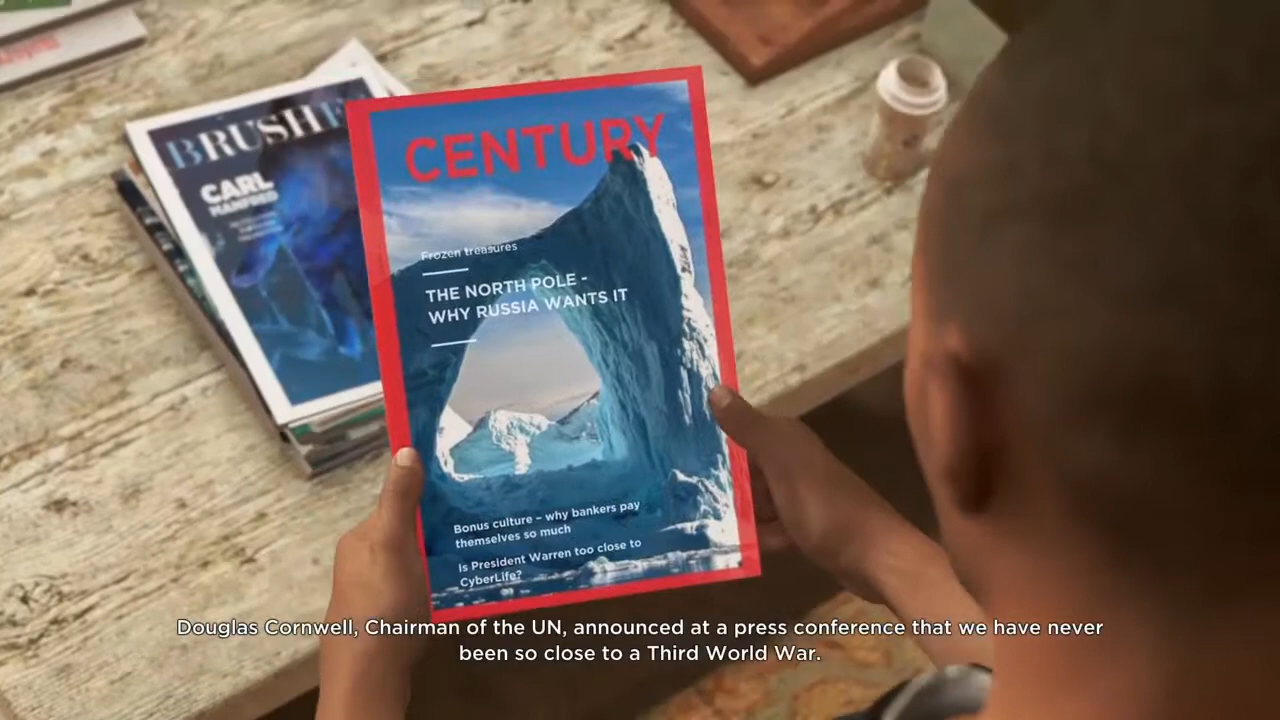 BRUSHE
CARL
MANFRED
CENTURY
Frozen treasures
THE NORTH POLE -
WHY RUSSIA WANTS IT
Bonus culture – why bankers pay
themselves so much
Is President Warren too close to
CyberLife?
Douglas Cornwell, Chairman of the UN, announced at a press conference that we have never
been so close to a Third World War.